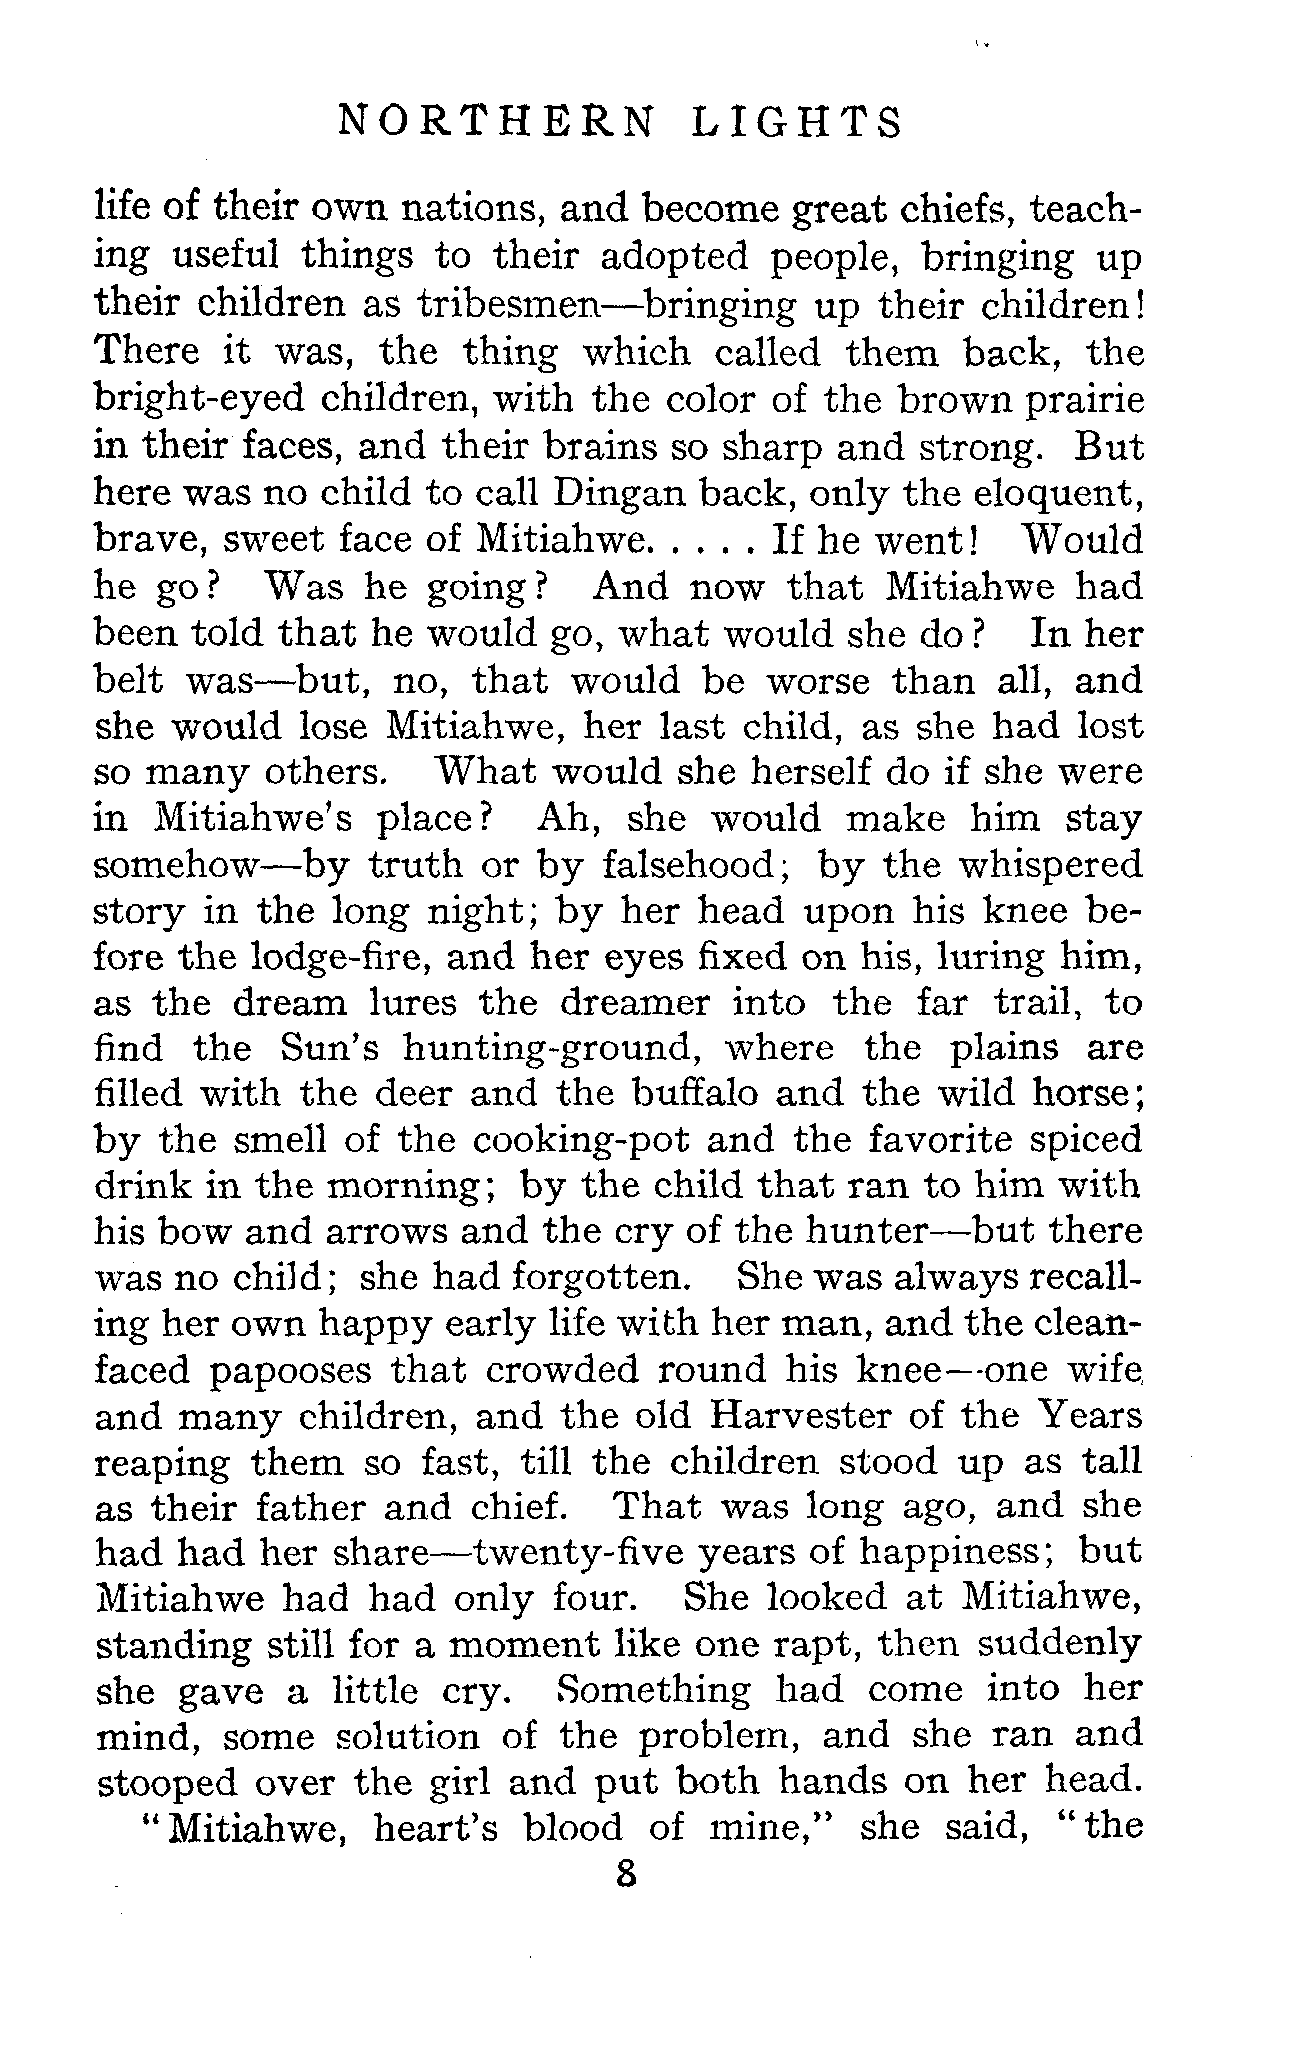 NORTHERN LIGHTS
life of their own nations, and become great chiefs, teach-
ing useful things to their adopted people, bringing up
their children as tribesmen—bringing up their children!
There it was, the thing which called them back, the
bright-eyed children, with the color of the brown prairie
in their faces, and their brains so sharp and strong. But
here was no child to call Dingan back, only the eloquent,
brave, sweet face of Mitiahwe. . . . . If he went! Would
he go? Was he going? And now that Mitiahwe had
been told that he would go, what would she do? In her
belt was—but, no, that would be worse than all, and
she would lose Mitiahwe, her last child, as she had lost
so many others. What would she herself do if she were
in Mitiahwe's place? Ah, she would make him stay
somehow—by truth or by falsehood; by the whispered
story in the long night; by her head upon his knee be-
fore the lodge-fire, and her eyes fixed on his, luring him,
as the dream lures the dreamer into the far trail, to
find the Sun's hunting-ground, where the plains are
filled with the deer and the buffalo and the wild horse;
by the smell of the cooking-pot and the favorite spiced
drink in the morning; by the child that ran to him with
his bow and arrows and the cry of the hunter—but there
was no child; she had forgotten. She was always recall-
ing her own happy early life with her man, and the clean-
faced papooses that crowded round his knee—one wife
and many children, and the old Harvester of the Years
reaping them so fast, till the children stood up as tall
as their father and chief. That was long ago, and she
had had her share—twenty-five years of happiness; but
Mitiahwe had had only four. She looked at Mitiahwe,
standing still for a moment like one rapt, then suddenly
she gave a little cry. Something had come into her
mind, some solution of the problem, and she ran and
stooped over the girl and put both hands on her head.
"Mitiahwe, heart's blood of mine," she said, "the
8